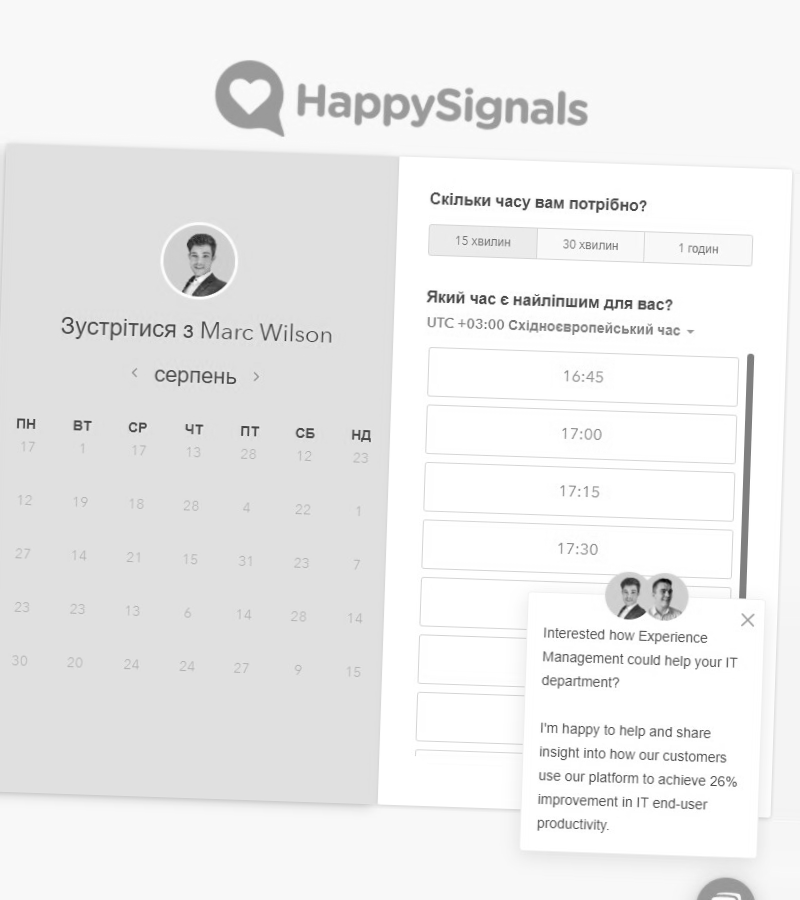 HappySignals
Зустрітися з Marc Wilson
серпень
ПН ВТ СР ЧТ ПТ СБ НД
17 1 17 13 28 12 23
12 19 18 28 4 22 1
27 14 21 15 31 23 7
23 23 13 6 14 28 14
30 20 24 24 27 9 15
Скільки часу вам потрібно?
15 хвилин 30 хвилин 1 годин
Який час є найліпшим для вас?
UTC +03:00 Східноєвропейський час
16:45
17:00
17:15
17:30
Interested how Experience
Management could help your IT
department?
I'm happy to help and share
insight into how our customers
use our platform to achieve 26%
improvement in IT end-user
productivity.